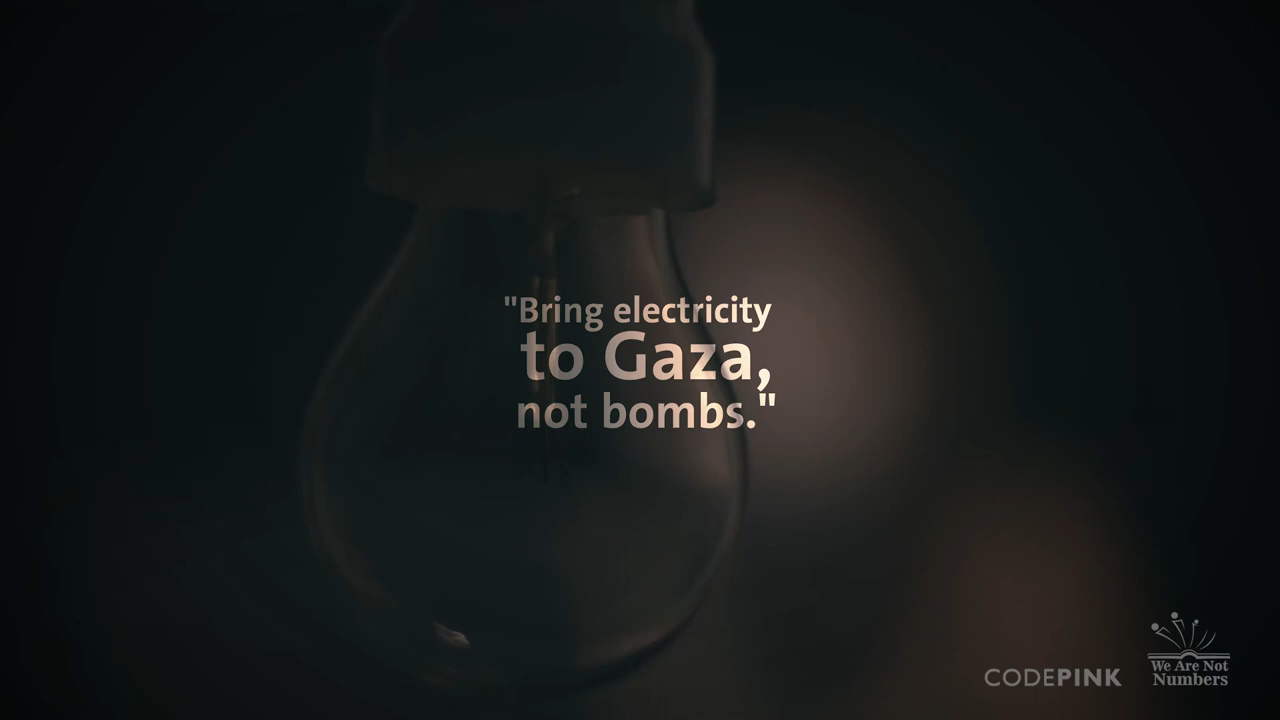 "Bring electricity
to Gaza,
not bombs."
CODEPINK
We Are Not
Numbers